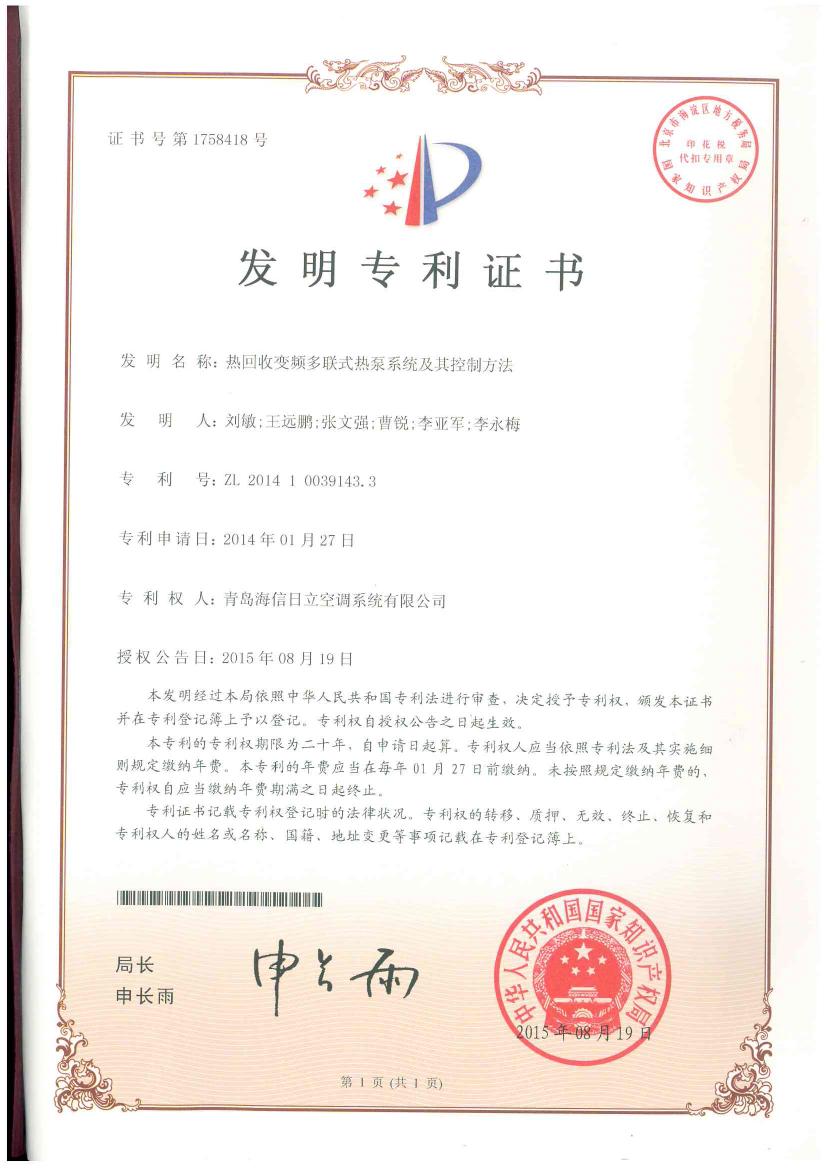 证书号第1758418号
北京市海淀区地方税务局
印花税
代扣专用章
国家知识产权局
发明专利证书
发明名称：热回收变频多联式热泵系统及其控制方法
发明人：刘敏;王远鹏;张文强;曹锐;李亚军;李永梅
专利号：ZL 2014 1 0039143.3
专利申请日：2014年01月27日
专利权人：青岛海信日立空调系统有限公司
授权公告日：2015年08月19日
本发明经过本局依照中华人民共和国专利法进行审查，决定授予专利权，颁发本证书
并在专利登记簿上予以登记。专利权自授权公告之日起生效。
本专利的专利权期限为二十年，自申请日起算。专利权人应当依照专利法及其实施细
则规定缴纳年费。本专利的年费应当在每年01月27日前缴纳。未按照规定缴纳年费的，
专利权自应当缴纳年费期满之日起终止。
专利证书记载专利权登记时的法律状况。专利权的转移、质押、无效、终止、恢复和
专利权人的姓名或名称、国籍、地址变更等事项记载在专利登记簿上。
局长
申长雨
申长雨
中华人民共和国国家知识产权局
2015年08月19日
第1页(共1页)